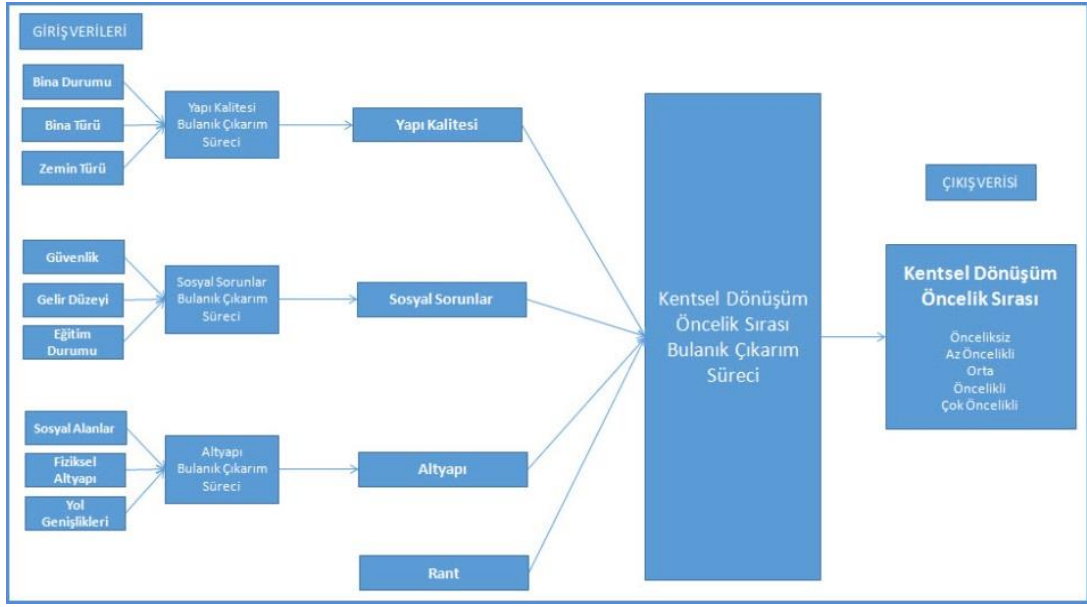 GİRİŞ VERİLERİ
Bina Durumu
Bina Türü
Zemin Türü
Yapı Kalitesi
Bulanık Çıkarım
Süreci
Yapı Kalitesi
Güvenlik
Gelir Düzeyi
Eğitim
Durumu
Sosyal Sorunlar
Bulanık Çıkarım
Süreci
Sosyal Sorunlar
Sosyal Alanlar
Fiziksel
Altyapı
Yol
Genişlikleri
Altyapı
Bulanık Çıkarım
Süreci
Altyapı
Rant
Kentsel Dönüşüm
Öncelik Sırası
Bulanık Çıkarım
Süreci
ÇIKIŞ VERİSİ
Kentsel Dönüşüm
Öncelik Sırası
Önceliksiz
Az Öncelikli
Orta
Öncelikli
Çok Öncelikli